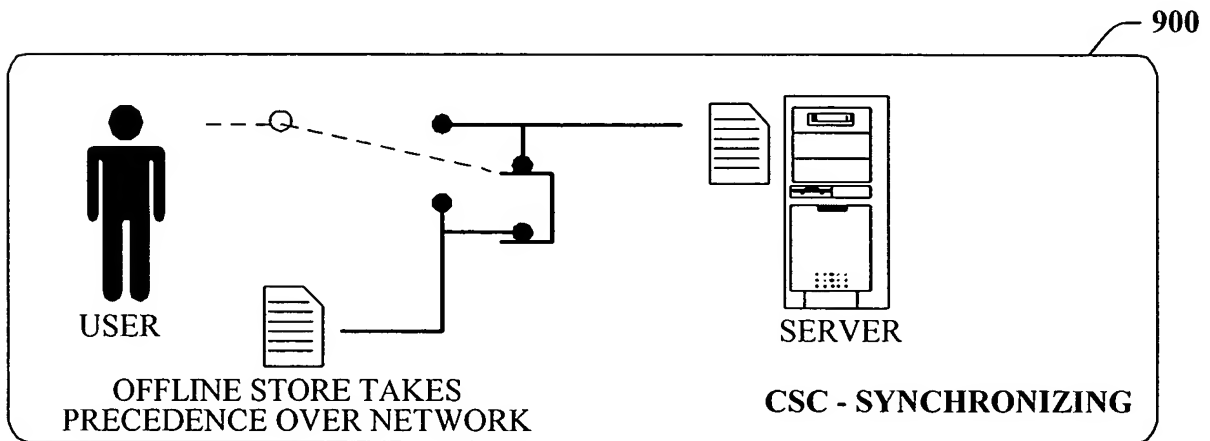 900
USER
SERVER
OFFLINE STORE TAKES
PRECEDENCE OVER NETWORK
CSC - SYNCHRONIZING